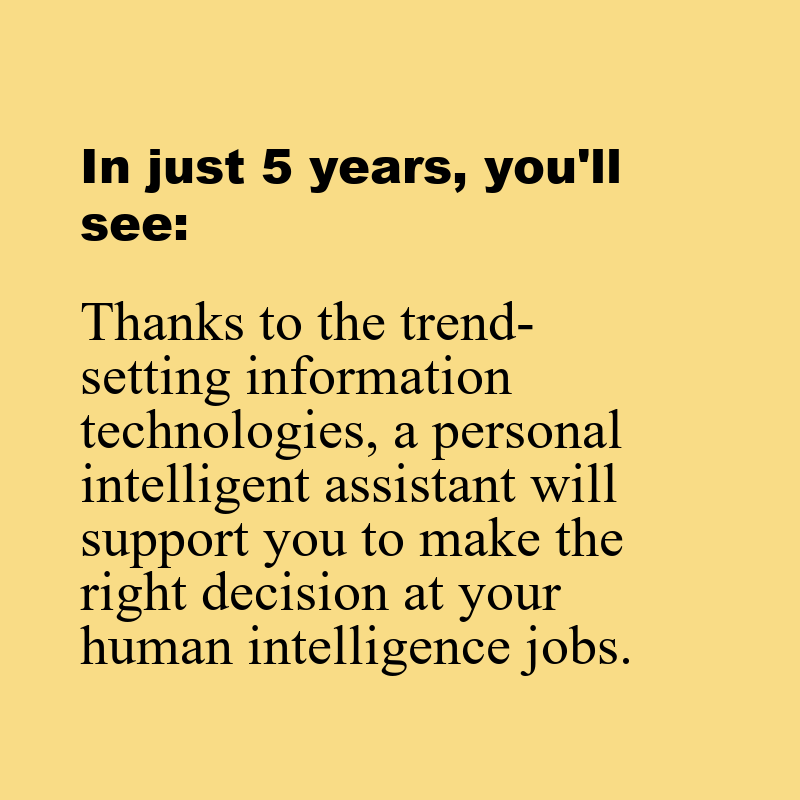 In just 5 years, you'll
see:
Thanks to the trend-
setting information
technologies, a personal
intelligent assistant will
support you to make the
right decision at your
human intelligence jobs.